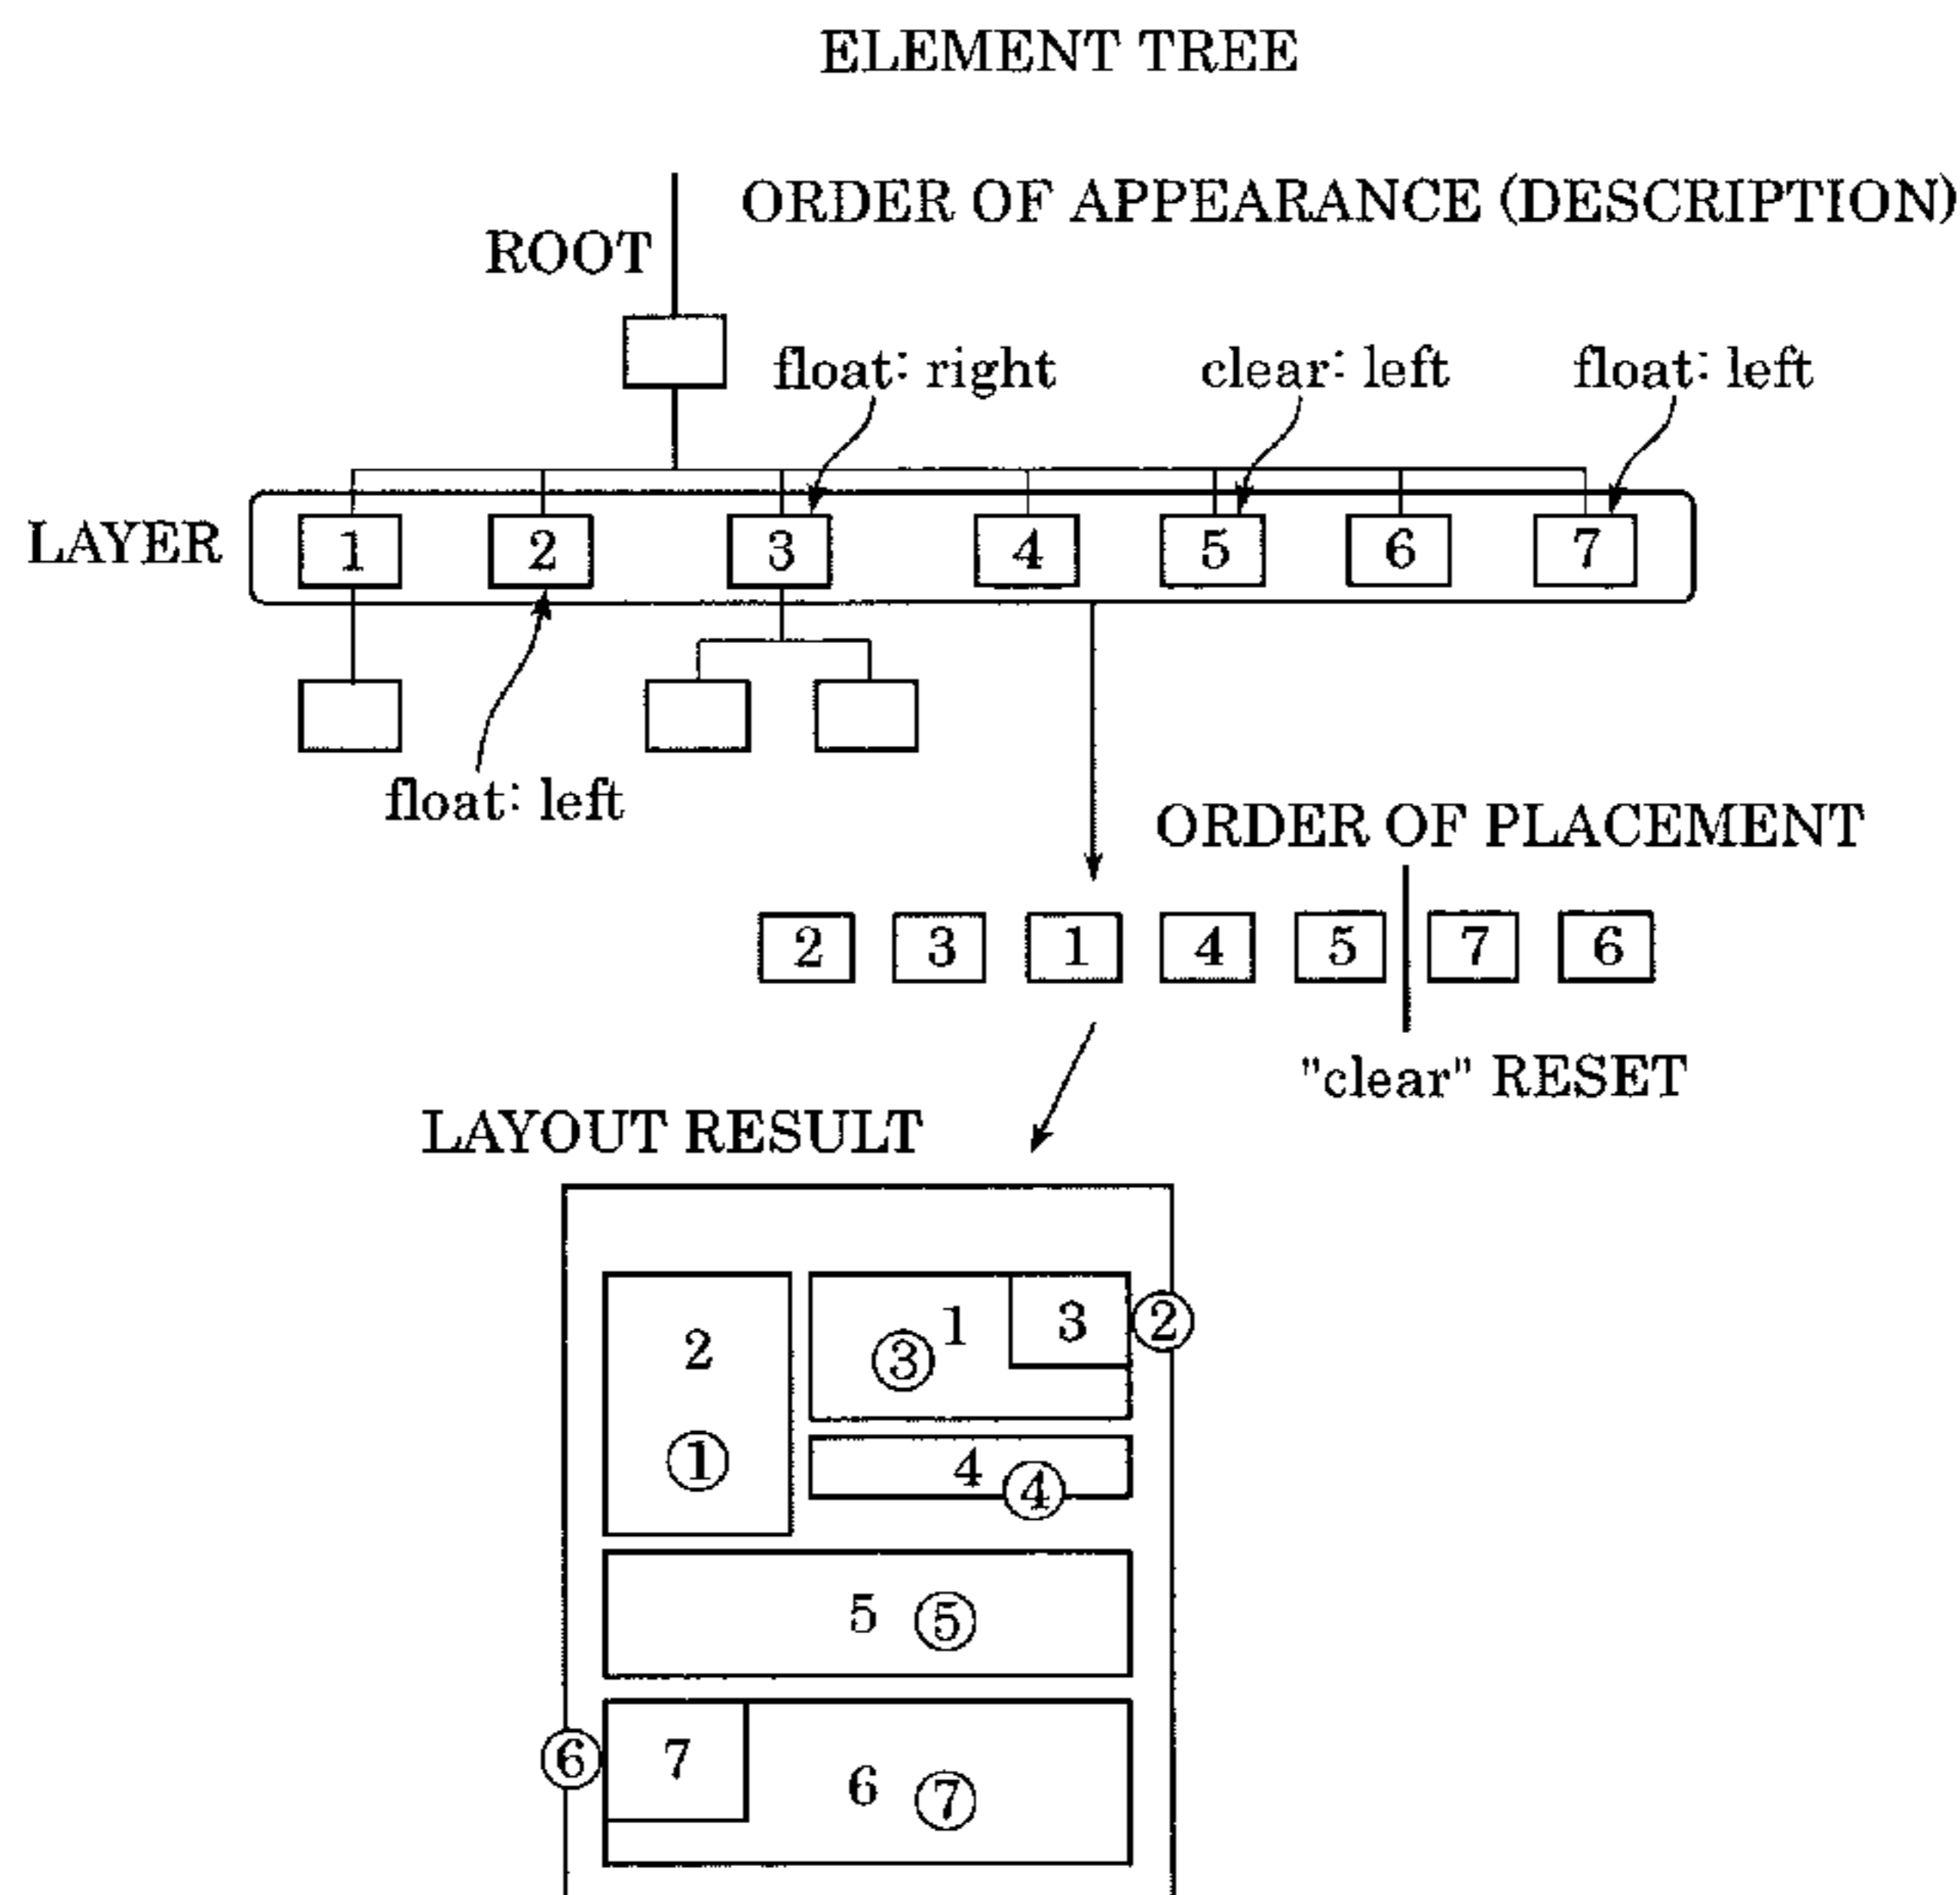 ELEMENT TREE
ORDER OF APPEARANCE (DESCRIPTION)
ROOT
float: right
clear: left
float: left
LAYER
1 2 3 4 5 6 7
float: left
ORDER OF PLACEMENT
2 3 1 4 5 7 6
"clear" RESET
LAYOUT RESULT
2 ①
1 ③
3 ②
4 ④
5 ⑤
⑥ 7
6 ⑦